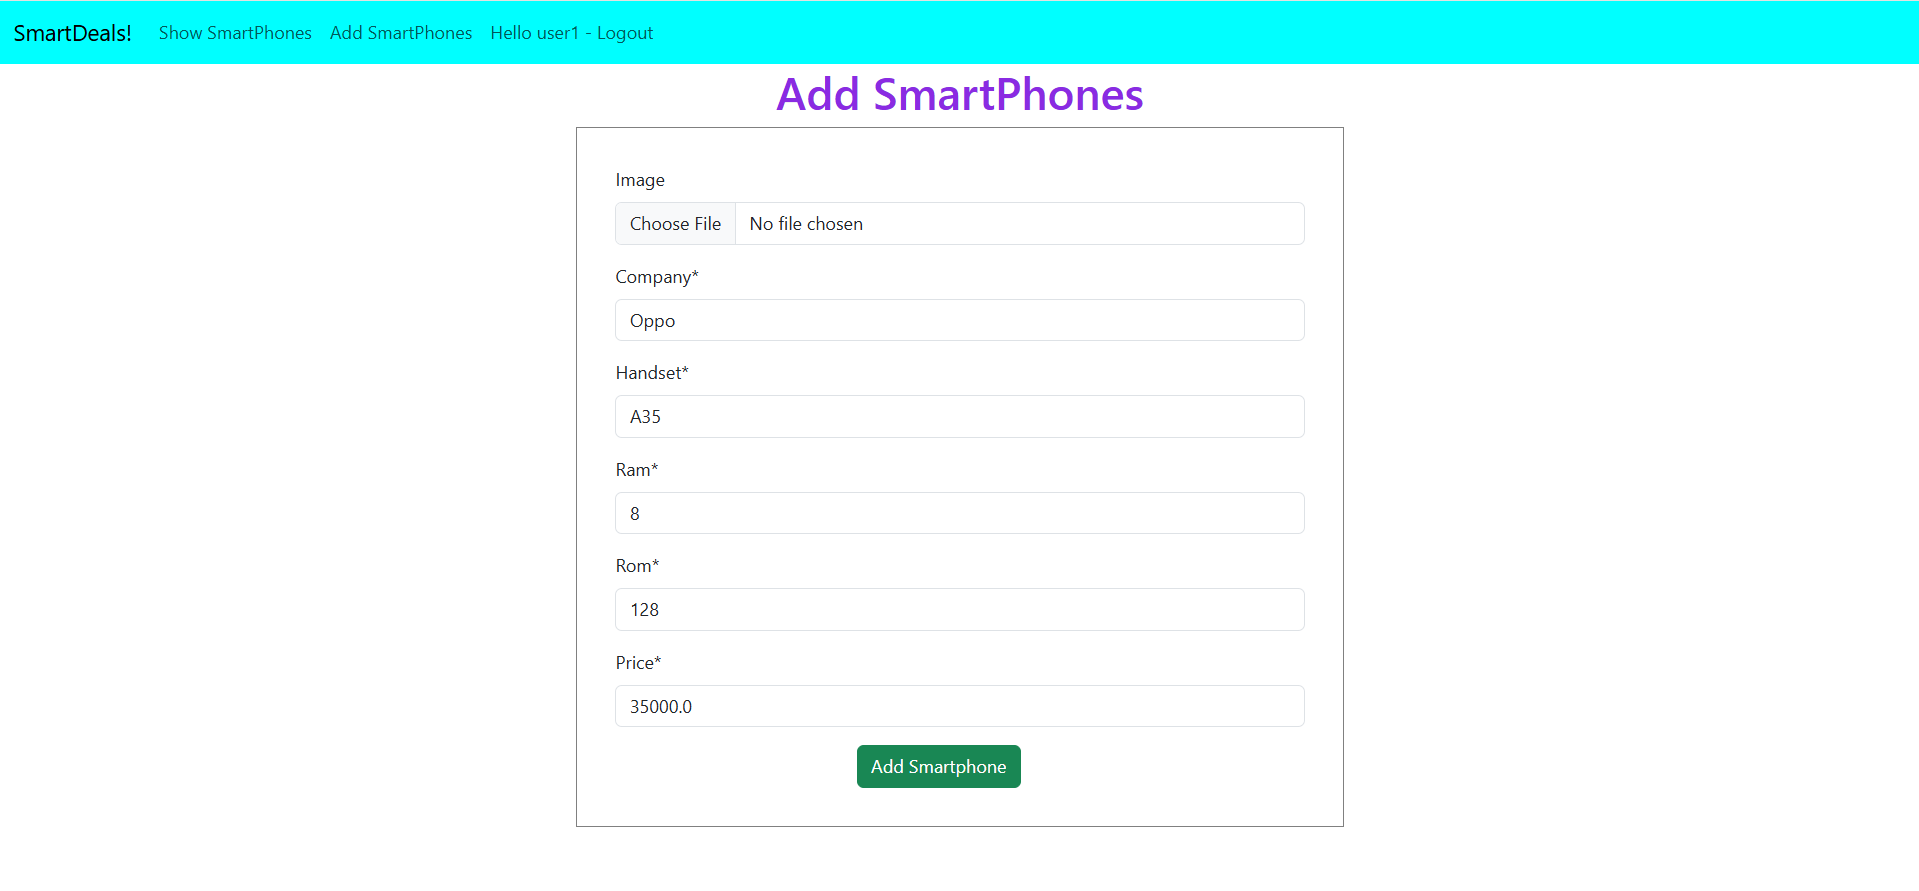 SmartDeals! Show SmartPhones Add SmartPhones Hello user1 - Logout
Add SmartPhones
Image
Choose File No file chosen
Company*
Oppo
Handset*
A35
Ram*
8
Rom*
128
Price*
35000.0
Add Smartphone